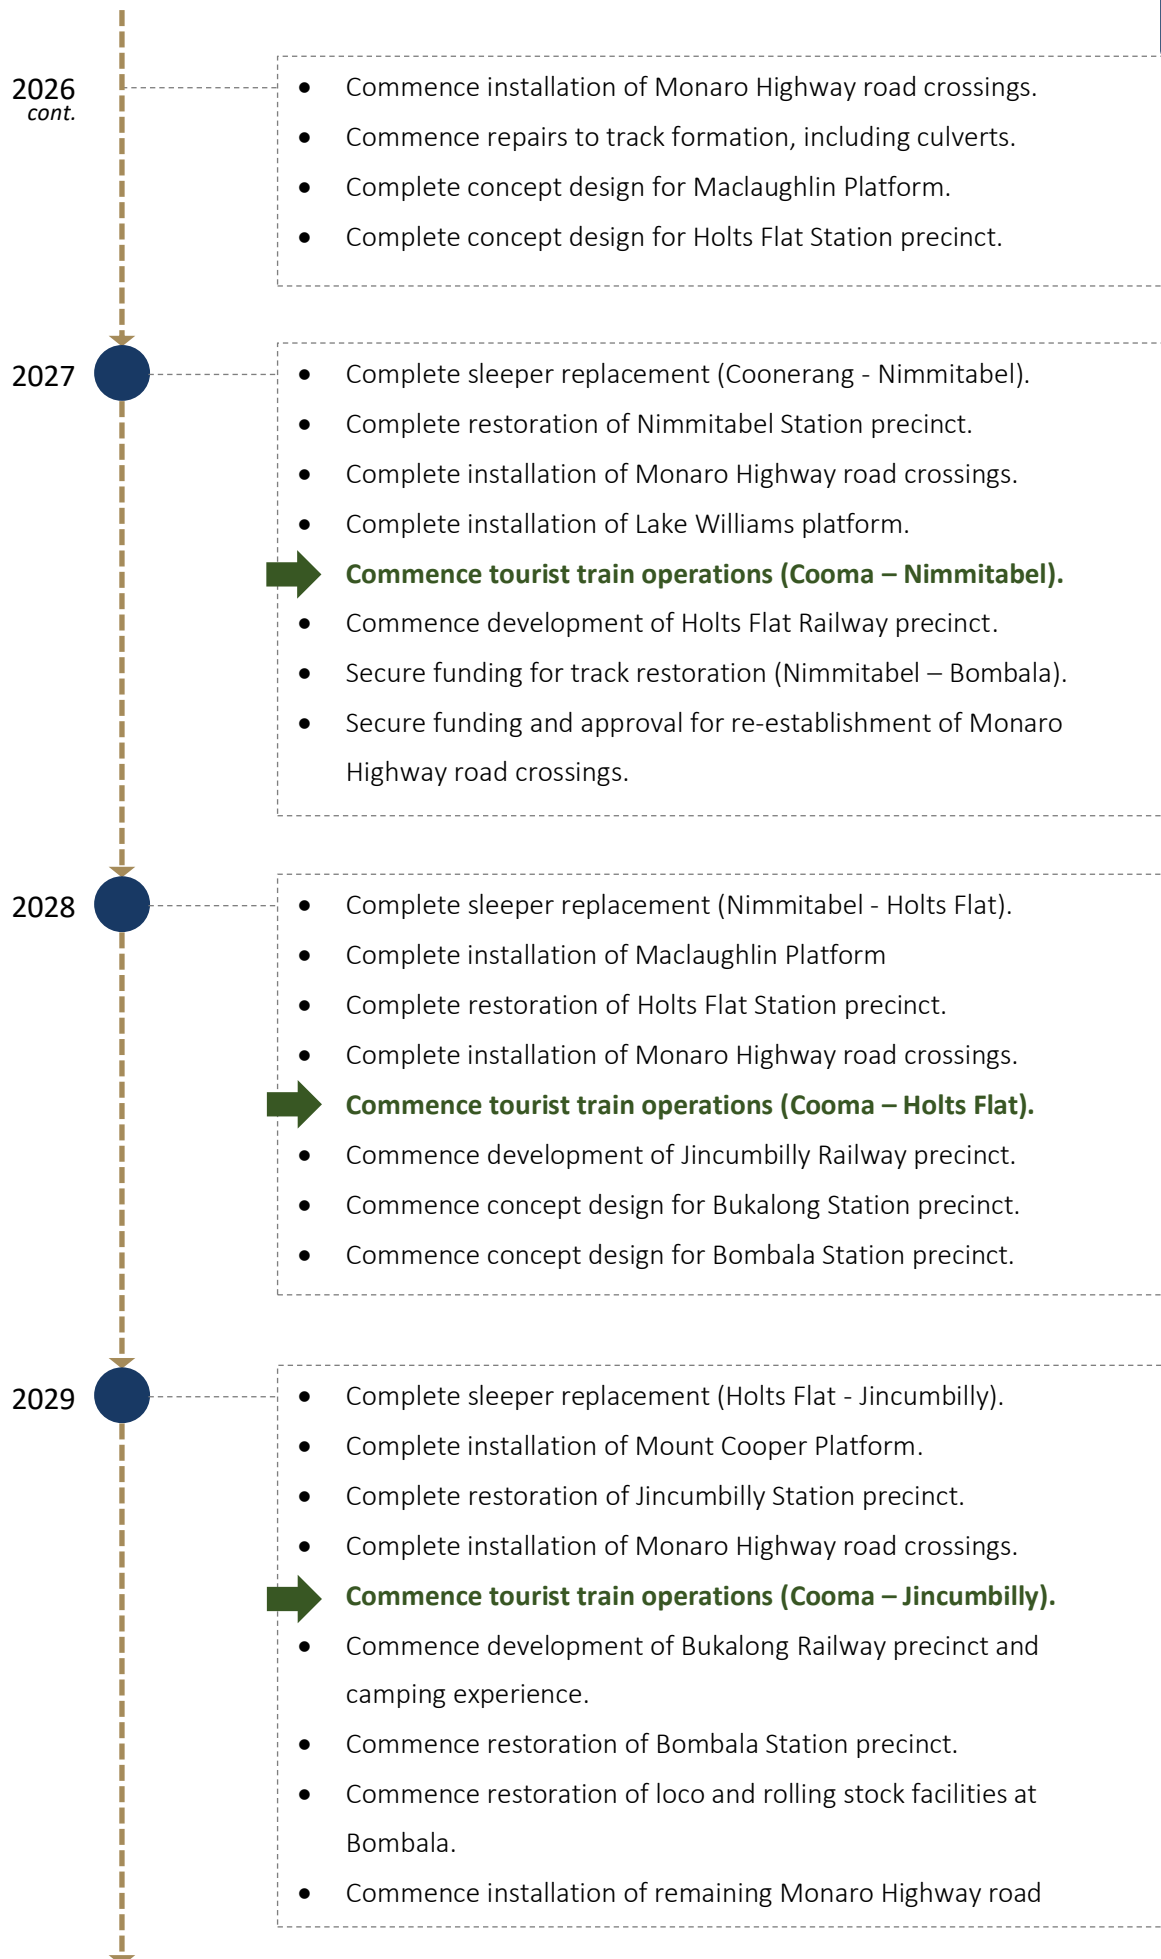 2026
cont.
• Commence installation of Monaro Highway road crossings.
• Commence repairs to track formation, including culverts.
• Complete concept design for Maclaughlin Platform.
• Complete concept design for Holts Flat Station precinct.
2027
• Complete sleeper replacement (Coonerang - Nimmitabel).
• Complete restoration of Nimmitabel Station precinct.
• Complete installation of Monaro Highway road crossings.
• Complete installation of Lake Williams platform.
Commence tourist train operations (Cooma – Nimmitabel).
• Commence development of Holts Flat Railway precinct.
• Secure funding for track restoration (Nimmitabel – Bombala).
• Secure funding and approval for re-establishment of Monaro
Highway road crossings.
2028
• Complete sleeper replacement (Nimmitabel - Holts Flat).
• Complete installation of Maclaughlin Platform
• Complete restoration of Holts Flat Station precinct.
• Complete installation of Monaro Highway road crossings.
Commence tourist train operations (Cooma – Holts Flat).
• Commence development of Jincumbilly Railway precinct.
• Commence concept design for Bukalong Station precinct.
• Commence concept design for Bombala Station precinct.
2029
• Complete sleeper replacement (Holts Flat - Jincumbilly).
• Complete installation of Mount Cooper Platform.
• Complete restoration of Jincumbilly Station precinct.
• Complete installation of Monaro Highway road crossings.
Commence tourist train operations (Cooma – Jincumbilly).
• Commence development of Bukalong Railway precinct and
camping experience.
• Commence restoration of Bombala Station precinct.
• Commence restoration of loco and rolling stock facilities at
Bombala.
• Commence installation of remaining Monaro Highway road